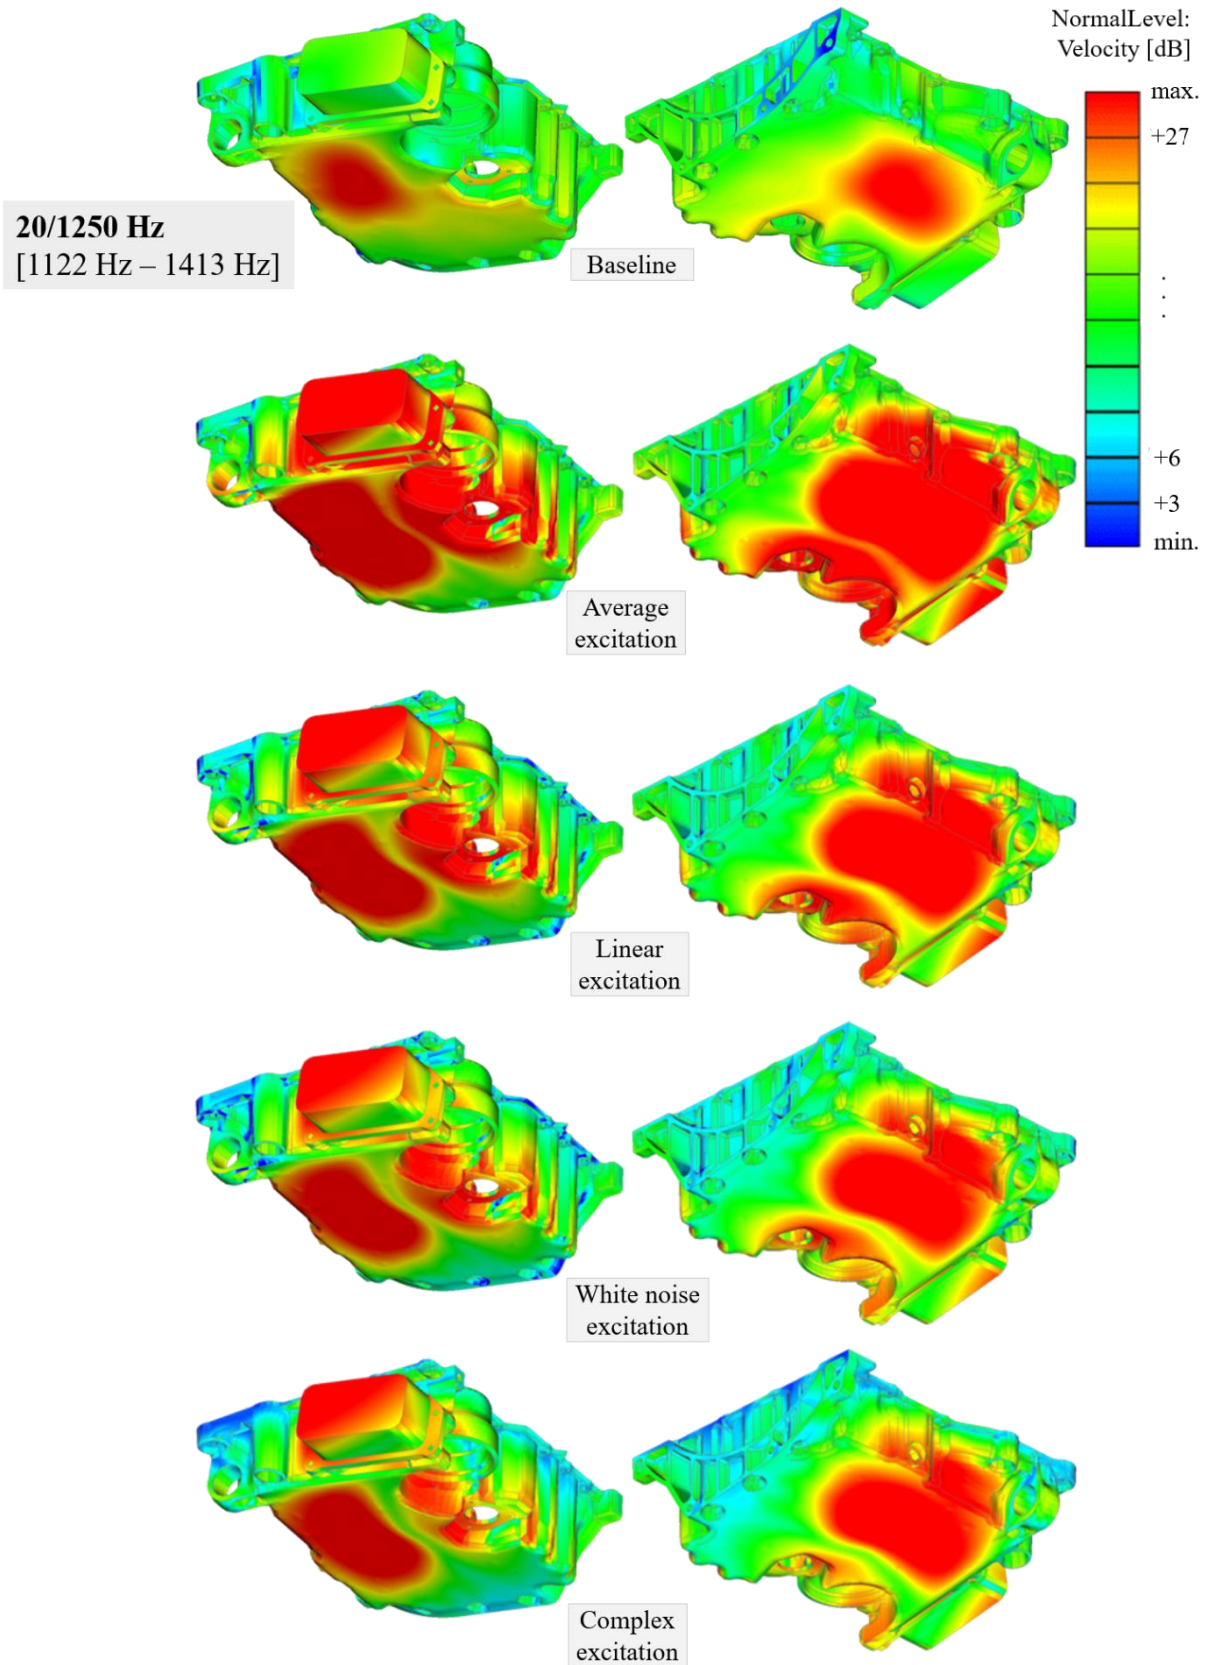 NormalLevel:
Velocity [dB]
max.
+27
.
.
.
+6
+3
min.
20/1250 Hz
[1122 Hz – 1413 Hz]
Baseline
Average
excitation
Linear
excitation
White noise
excitation
Complex
excitation